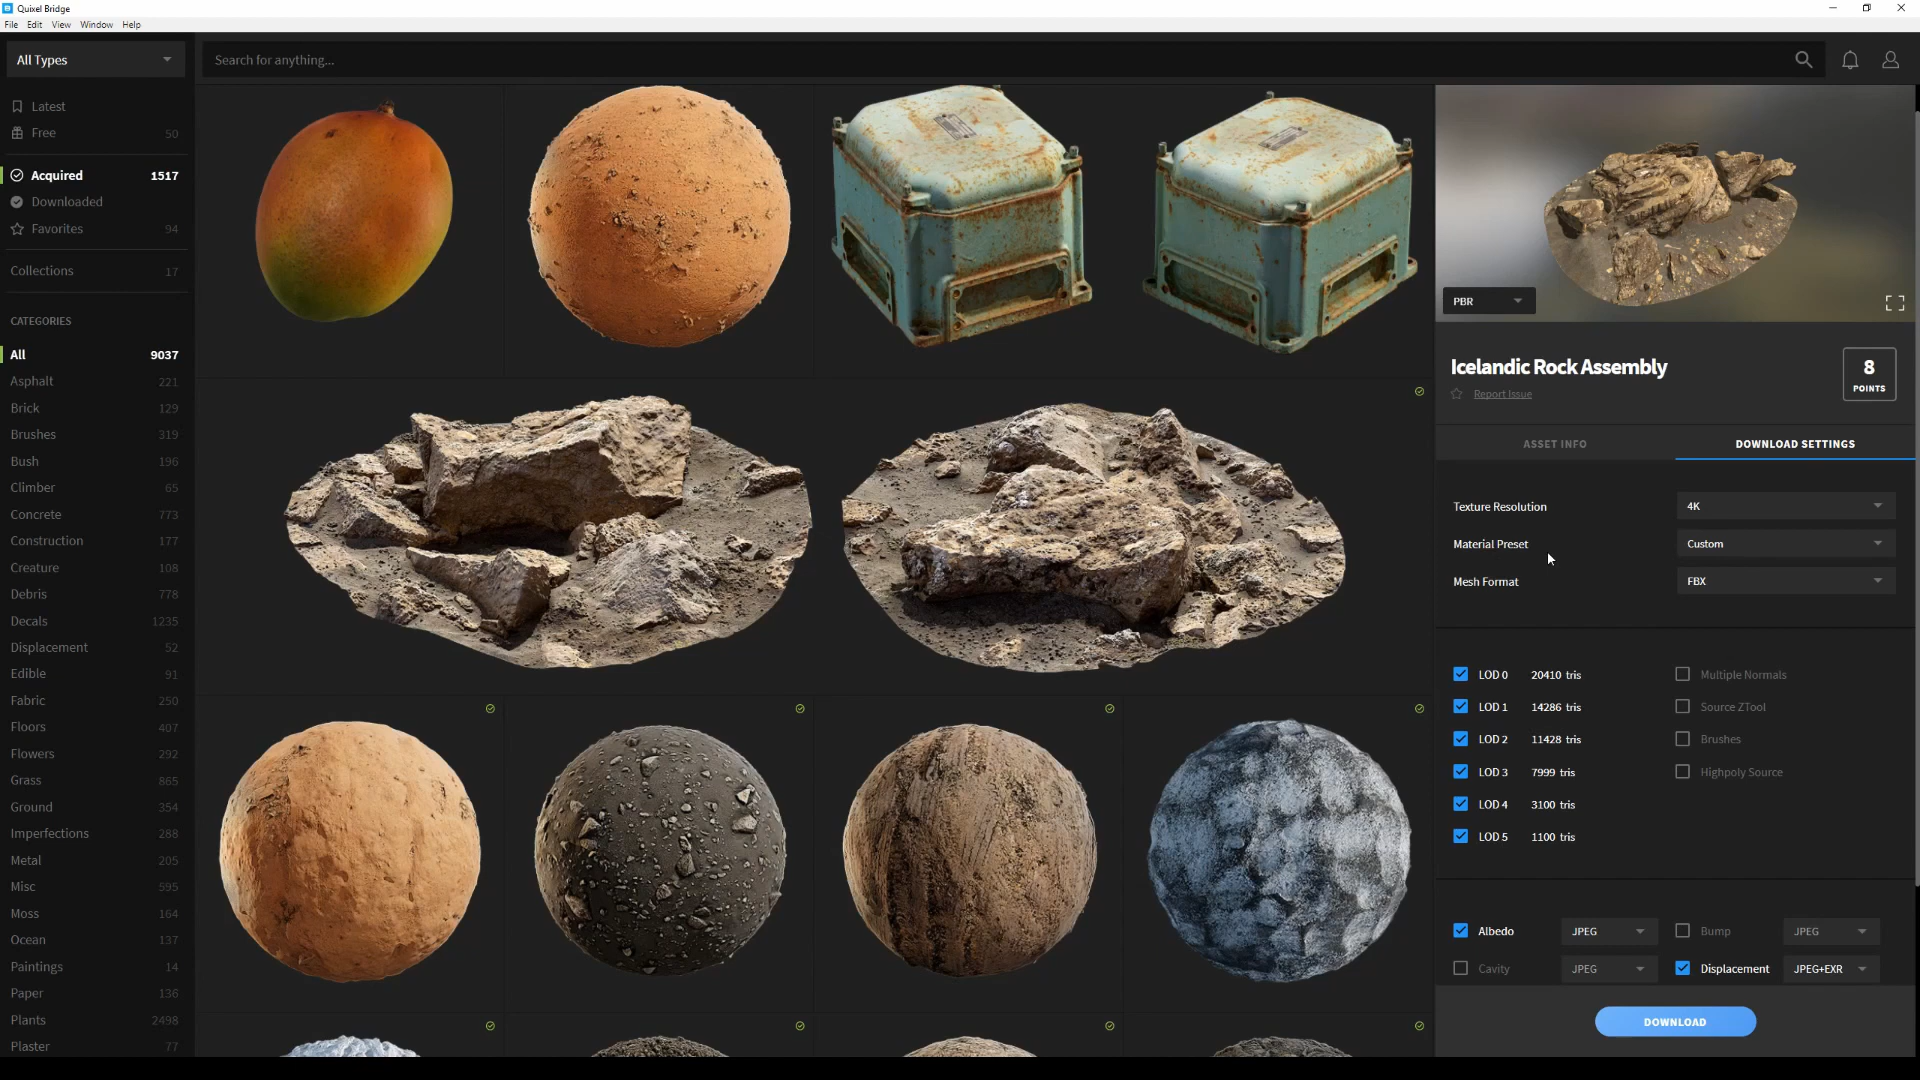 Quixel Bridge
File Edit View Window Help
All Types
Search for anything...
Latest
Free 50
Acquired 1517
Downloaded
Favorites 94
Collections 17
CATEGORIES
All 9037
Asphalt 221
Brick 129
Brushes 319
Bush 196
Climber 65
Concrete 773
Construction 177
Creature 108
Debris 778
Decals 1235
Displacement 52
Edible 91
Fabric 250
Floors 407
Flowers 292
Grass 865
Ground 354
Imperfections 288
Metal 205
Misc 595
Moss 164
Ocean 137
Paintings 14
Paper 136
Plants 2498
Plaster 77
PBR
Icelandic Rock Assembly
8 POINTS
Report Issue
ASSET INFO DOWNLOAD SETTINGS
Texture Resolution 4K
Material Preset Custom
Mesh Format FBX
LOD 0 20410 tris Multiple Normals
LOD 1 14286 tris Source ZTool
LOD 2 11428 tris Brushes
LOD 3 7999 tris Highpoly Source
LOD 4 3100 tris
LOD 5 1100 tris
Albedo JPEG Bump JPEG
Cavity JPEG Displacement JPEG+EXR
DOWNLOAD